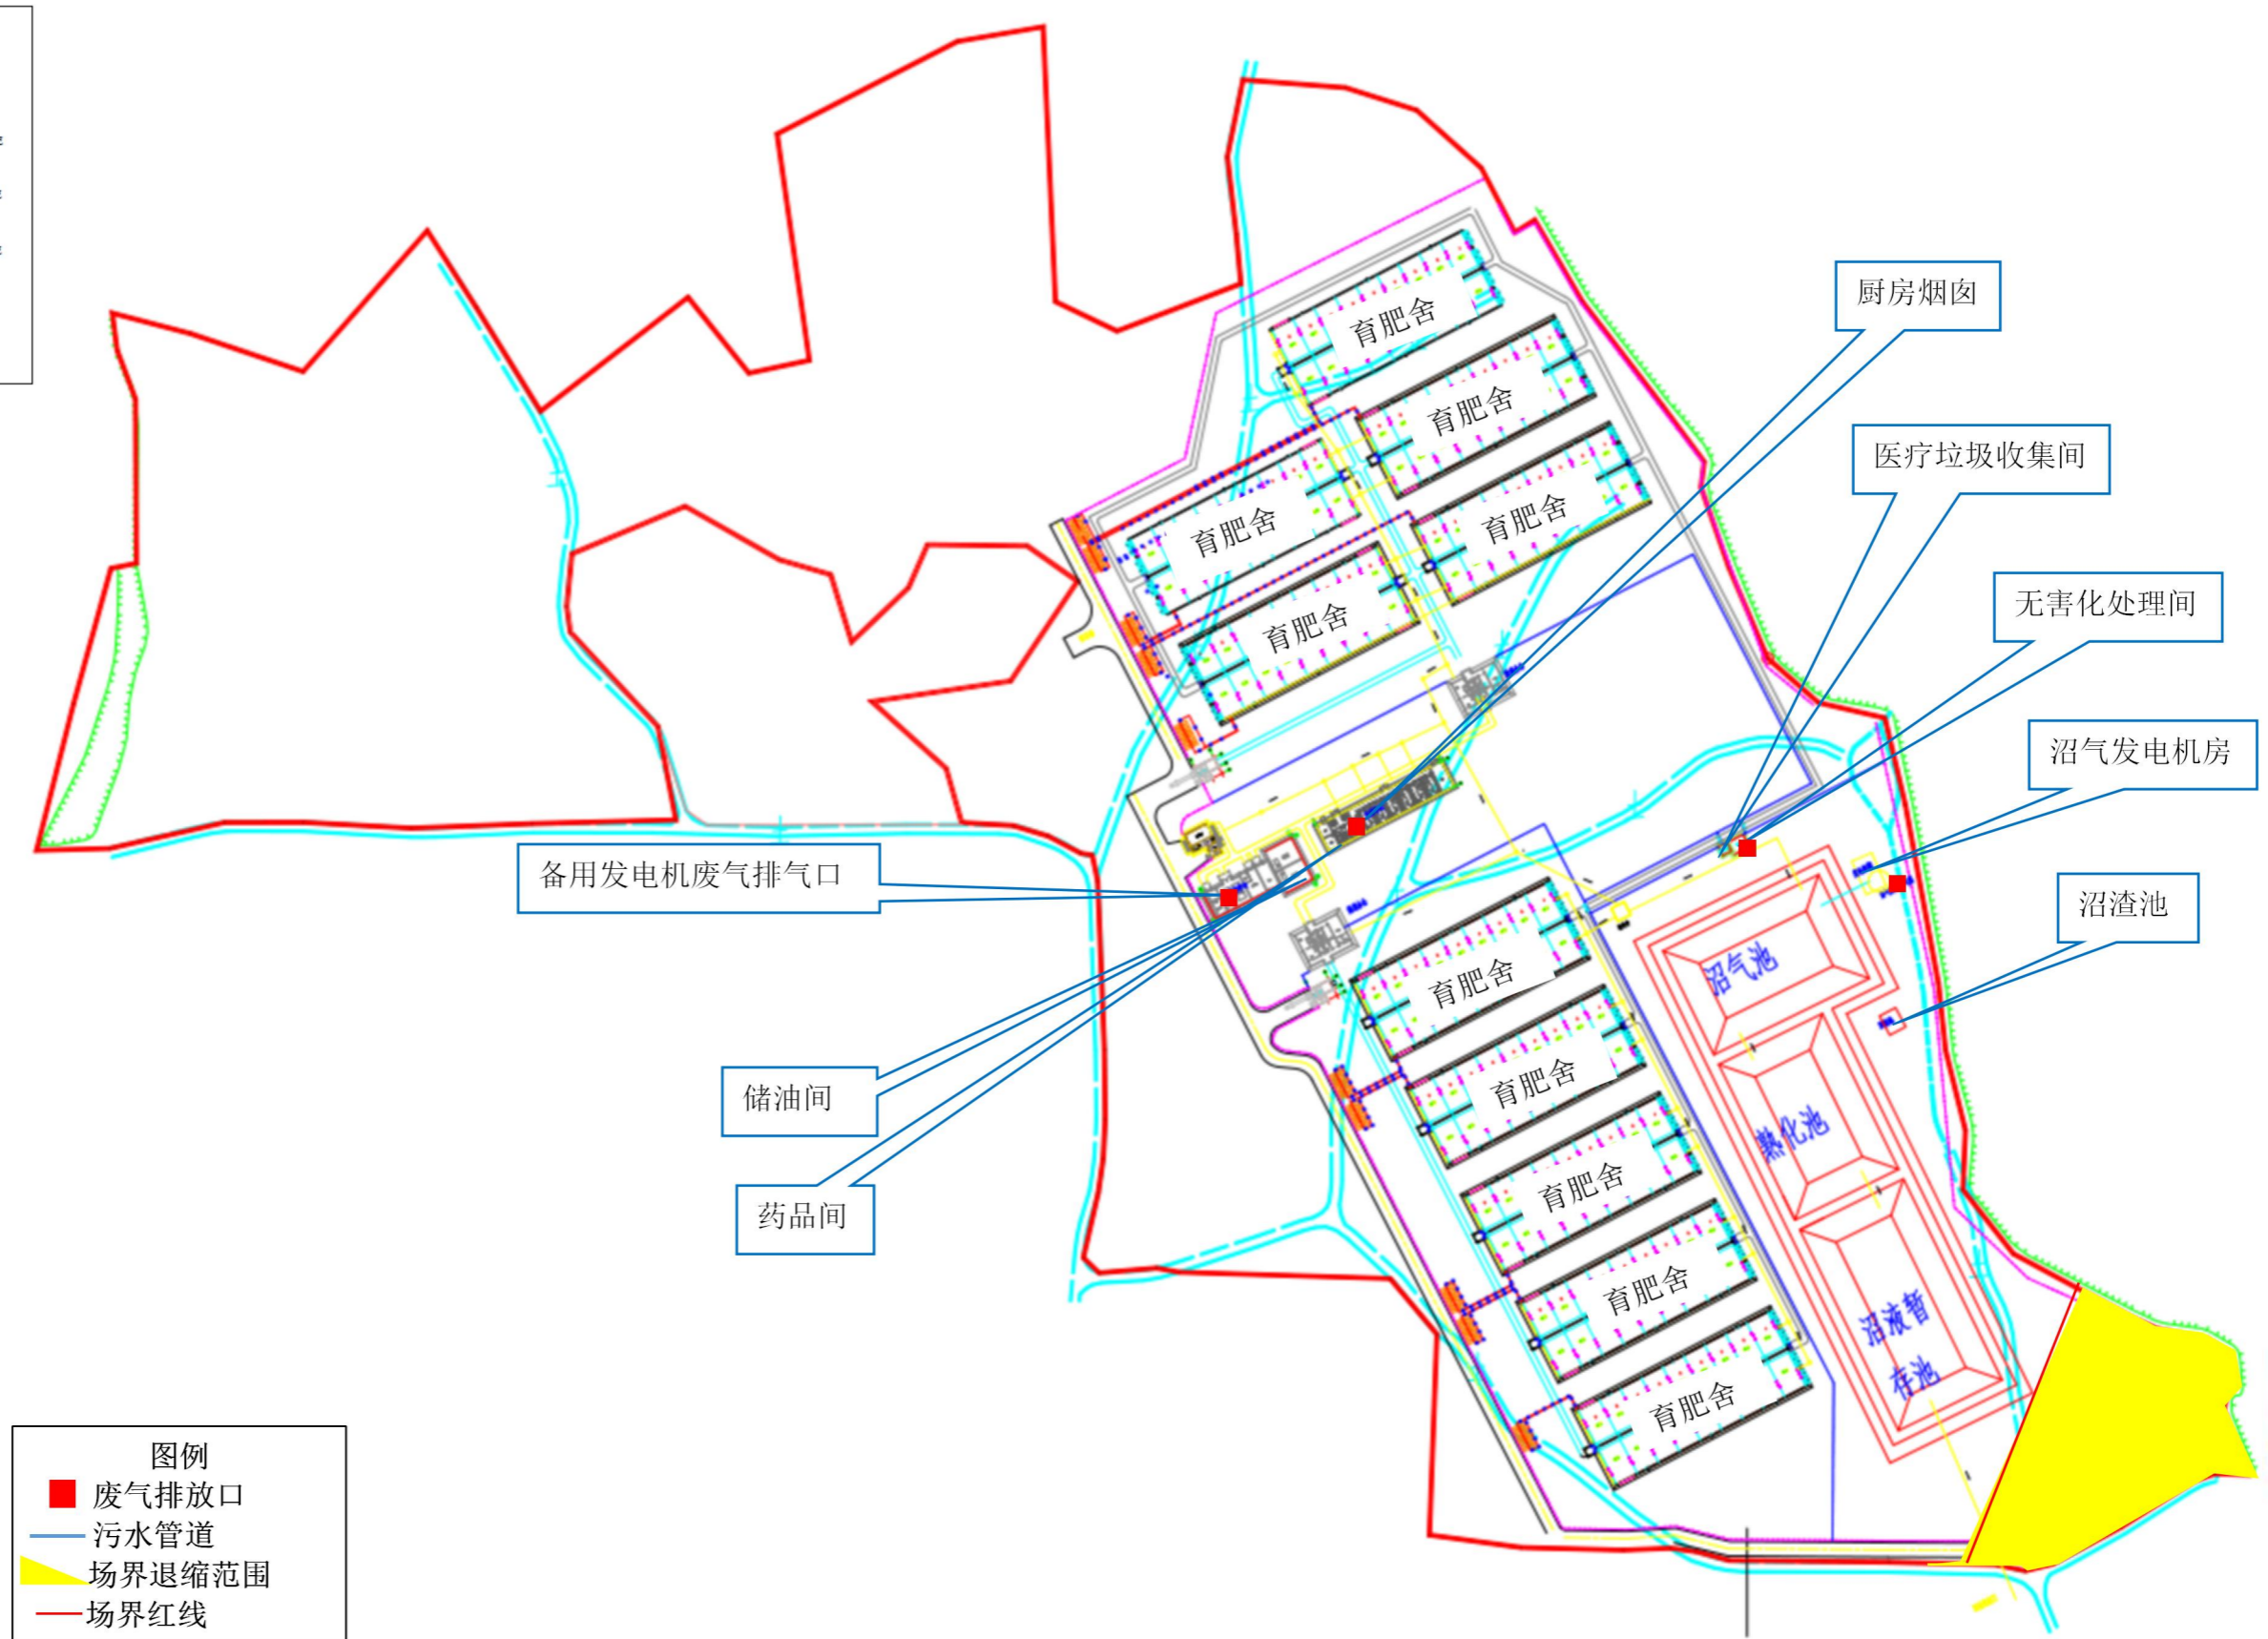 厨房烟囱
育肥舍
育肥舍
医疗垃圾收集间
育肥舍
育肥舍
育肥舍
无害化处理间
沼气发电机房
备用发电机废气排气口
沼渣池
沼气池
育肥舍
育肥舍
储油间
熟化池
育肥舍
药品间
育肥舍
沼液暂
存池
育肥舍
图例
废气排放口
污水管道
场界退缩范围
场界红线